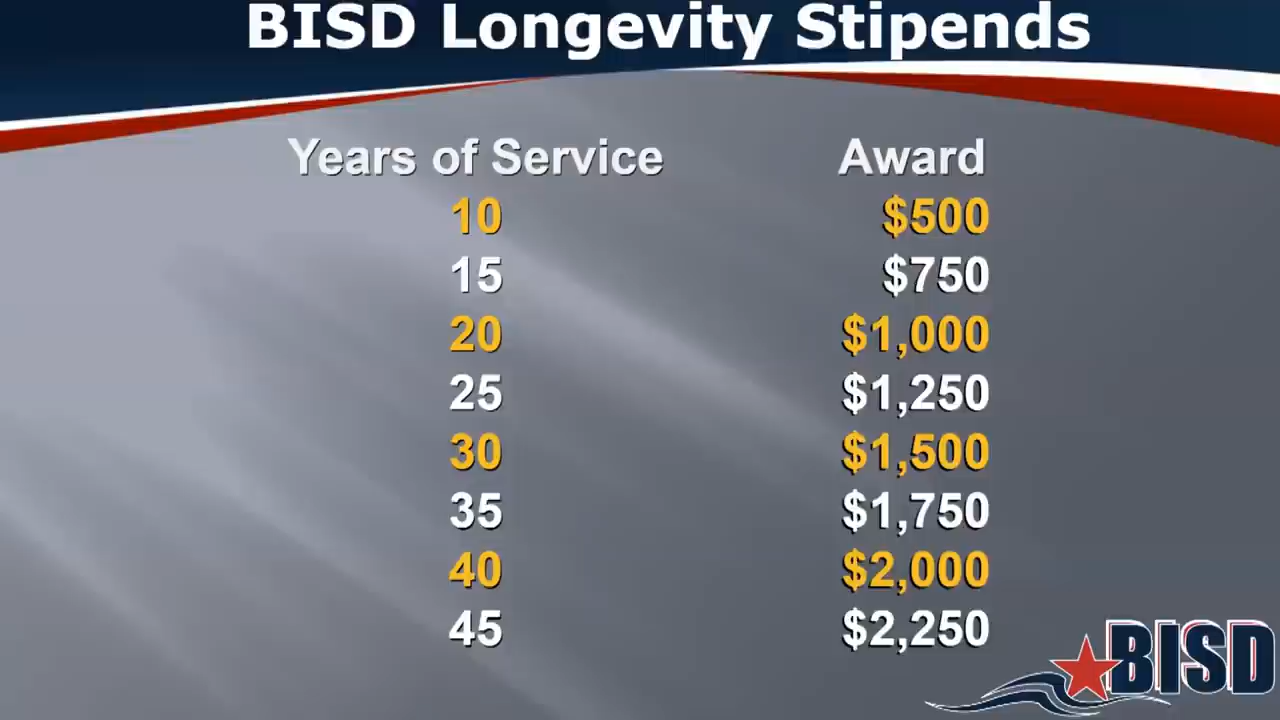 BISD Longevity Stipends
Years of Service Award
10 $500
15 $750
20 $1,000
25 $1,250
30 $1,500
35 $1,750
40 $2,000
45 $2,250
BISD